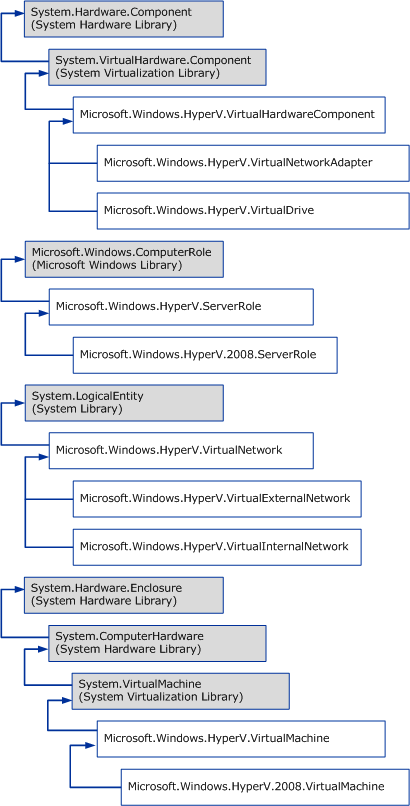 System.Hardware.Component
(System Hardware Library)
System.VirtualHardware.Component
(System Virtualization Library)
Microsoft.Windows.HyperV.VirtualHardwareComponent
Microsoft.Windows.HyperV.VirtualNetworkAdapter
Microsoft.Windows.HyperV.VirtualDrive
Microsoft.Windows.ComputerRole
(Microsoft Windows Library)
Microsoft.Windows.HyperV.ServerRole
Microsoft.Windows.HyperV.2008.ServerRole
System.LogicalEntity
(System Library)
Microsoft.Windows.HyperV.VirtualNetwork
Microsoft.Windows.HyperV.VirtualExternalNetwork
Microsoft.Windows.HyperV.VirtualInternalNetwork
System.Hardware.Enclosure
(System Hardware Library)
System.ComputerHardware
(System Hardware Library)
System.VirtualMachine
(System Virtualization Library)
Microsoft.Windows.HyperV.VirtualMachine
Microsoft.Windows.HyperV.2008.VirtualMachine